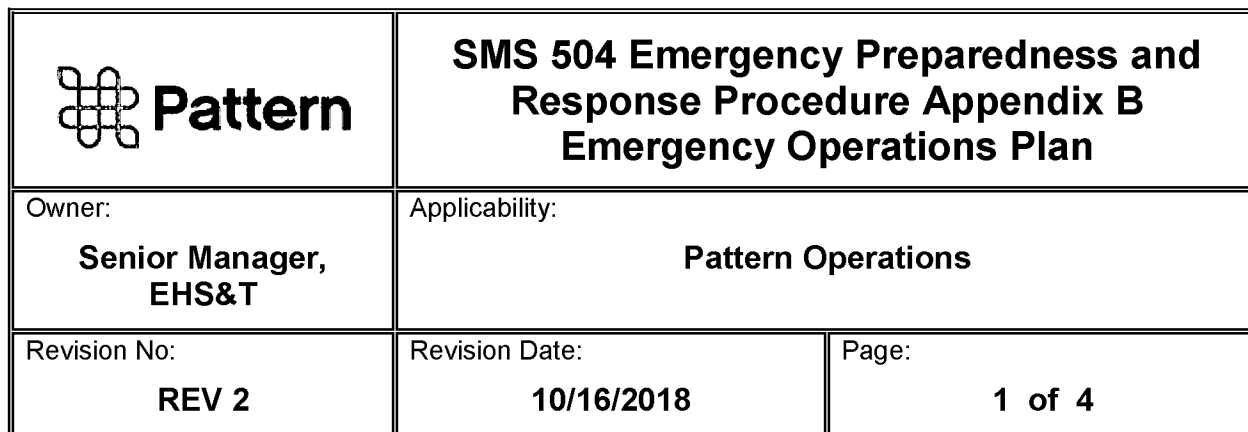 Pattern
SMS 504 Emergency Preparedness and
Response Procedure Appendix B
Emergency Operations Plan
Owner:
Senior Manager,
EHS&T
Applicability:
Pattern Operations
Revision No:
REV 2
Revision Date:
10/16/2018
Page:
1 of 4